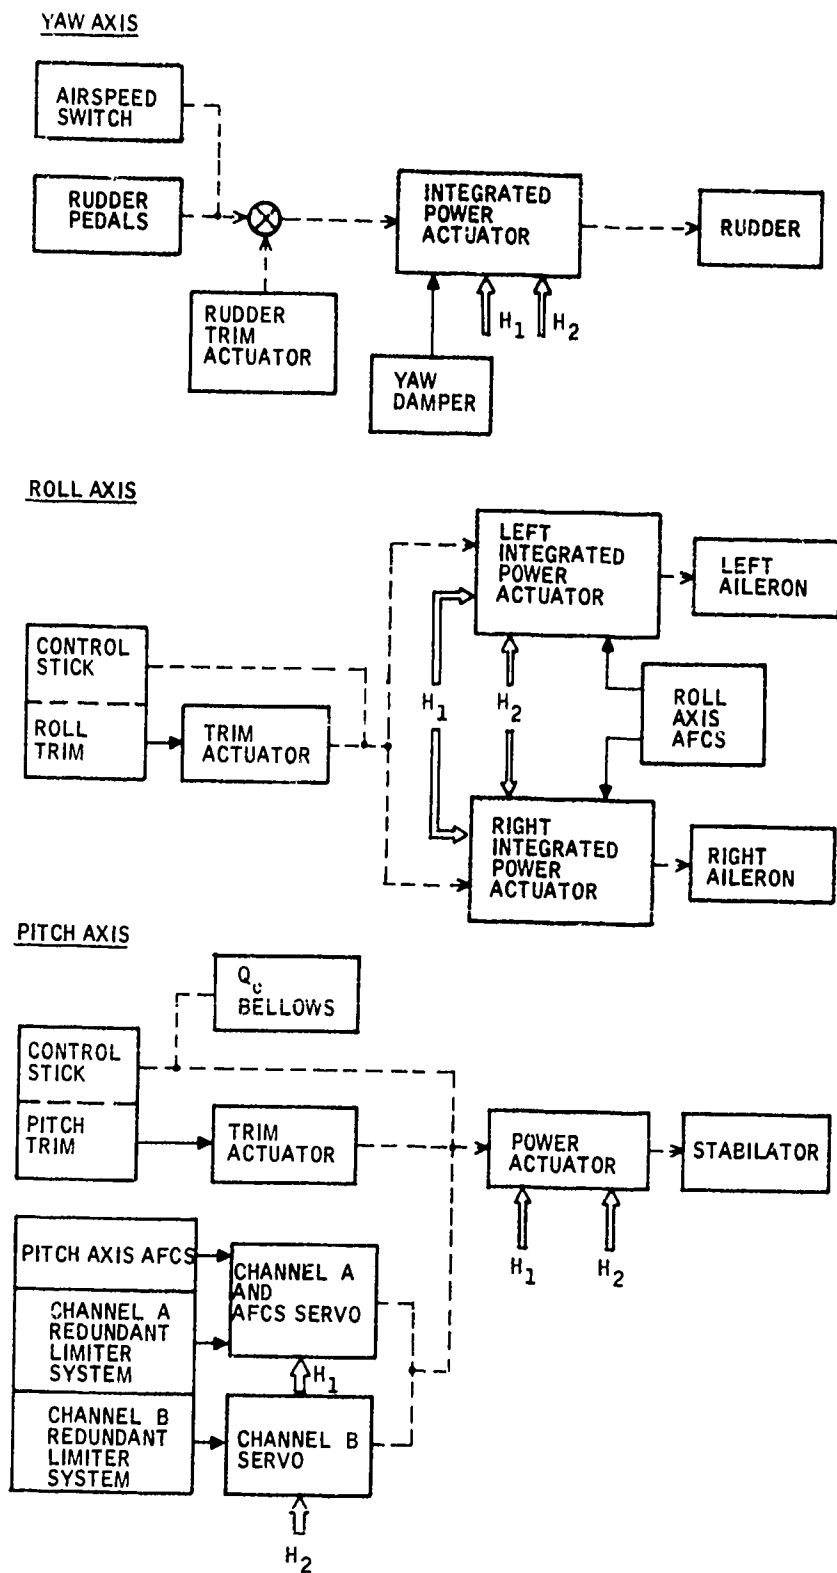 YAW AXIS
AIRSPEED
SWITCH
RUDDER
PEDALS
RUDDER
TRIM
ACTUATOR
INTEGRATED
POWER
ACTUATOR
H1
H2
YAW
DAMPER
RUDDER
ROLL AXIS
CONTROL
STICK
ROLL
TRIM
TRIM
ACTUATOR
LEFT
INTEGRATED
POWER
ACTUATOR
LEFT
AILERON
H1
H2
ROLL
AXIS
AFCS
RIGHT
INTEGRATED
POWER
ACTUATOR
RIGHT
AILERON
PITCH AXIS
Qc
BELLOWS
CONTROL
STICK
PITCH
TRIM
TRIM
ACTUATOR
POWER
ACTUATOR
STABILATOR
H1
H2
PITCH AXIS AFCS
CHANNEL A
REDUNDANT
LIMITER
SYSTEM
CHANNEL A
AND
AFCS SERVO
H1
CHANNEL B
REDUNDANT
LIMITER
SYSTEM
CHANNEL B
SERVO
H2